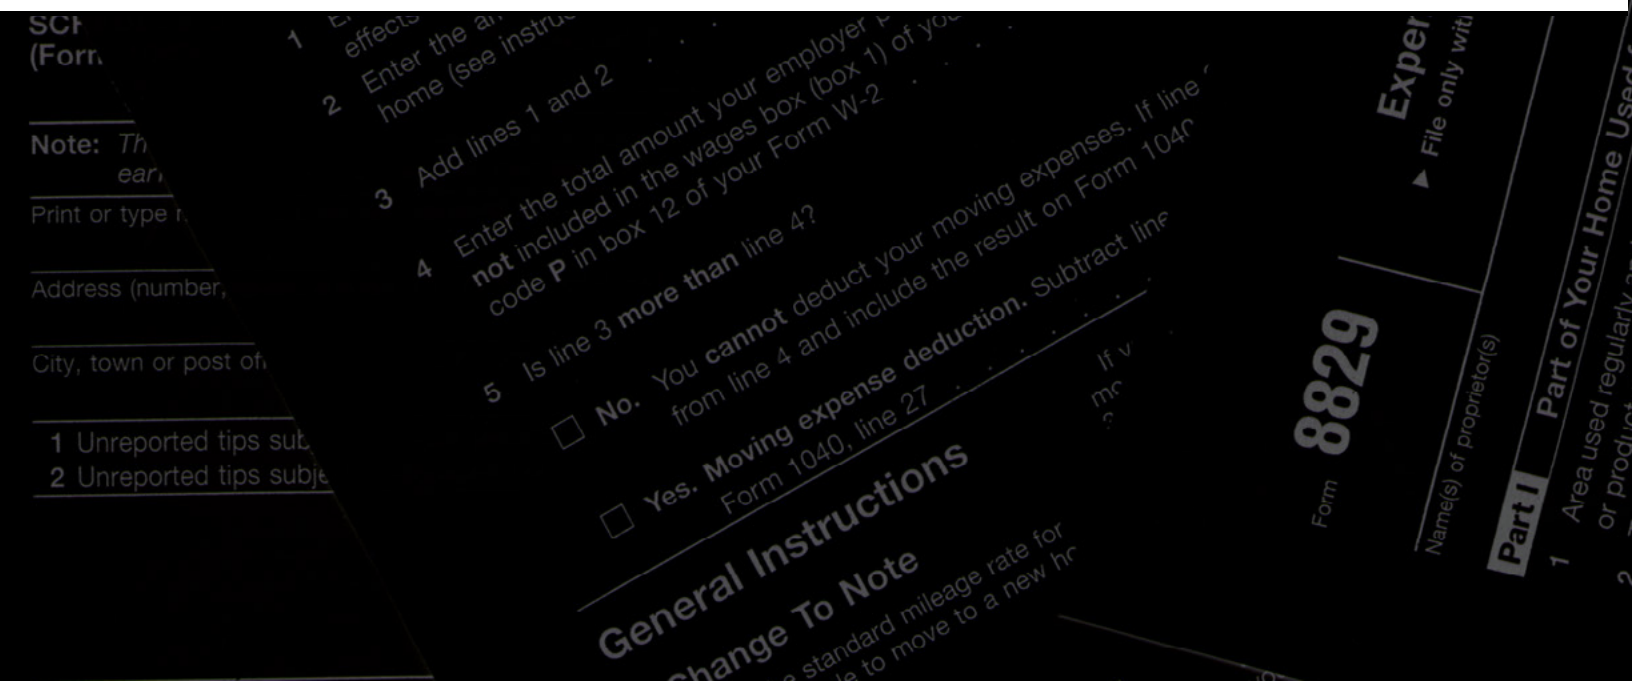 SCH
(Form
Note: Th
ear
Print or type n
Address (number,
City, town or post off
1 Unreported tips sub
2 Unreported tips subje
1
effects
2 Enter the an
home (see instruc
3 Add lines 1 and 2
4 Enter the total amount your employer p
not included in the wages box (box 1) of you
code P in box 12 of your Form W-2
5 Is line 3 more than line 4?
No. You cannot deduct your moving expenses. If line
from line 4 and include the result on Form 1040
Yes. Moving expense deduction. Subtract line
Form 1040, line 27
General Instructions
Change To Note
e standard mileage rate for
le to move to a new ho
If y
mo
Form 8829
Exper
▶ File only wit
Name(s) of proprietor(s)
Part I Part of Your Home Used f
1 Area used regularly an
or product
2